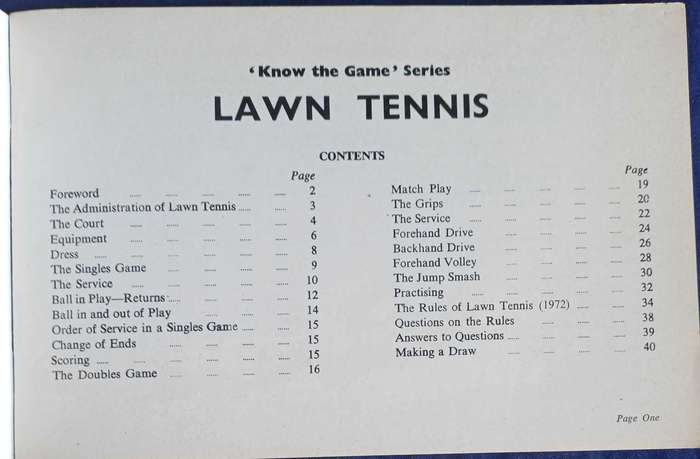 ‘Know the Game’ Series
LAWN TENNIS
CONTENTS
Page
Foreword ...... ...... ...... ...... ...... 2
The Administration of Lawn Tennis ...... ...... 3
The Court ...... ...... ...... ...... ...... 4
Equipment ...... ...... ...... ...... ...... 6
Dress ...... ...... ...... ...... ...... 8
The Singles Game ...... ...... ...... ...... 9
The Service ...... ...... ...... ...... ...... 10
Ball in Play—Returns ...... ...... ...... ...... 12
Ball in and out of Play ...... ...... ...... 14
Order of Service in a Singles Game ...... ...... 15
Change of Ends ...... ...... ...... ...... 15
Scoring ...... ...... ...... ...... ...... 15
The Doubles Game ...... ...... ...... ...... 16
Page
Match Play ...... ...... ...... ...... 19
The Grips ...... ...... ...... ...... 20
The Service ...... ...... ...... ...... 22
Forehand Drive ...... ...... ...... 24
Backhand Drive ...... ...... ...... 26
Forehand Volley ...... ...... ...... 28
The Jump Smash ...... ...... ...... 30
Practising ...... ...... ...... ...... 32
The Rules of Lawn Tennis (1972) ...... ...... 34
Questions on the Rules ...... ...... ...... 38
Answers to Questions ...... ...... ...... 39
Making a Draw ...... ...... ...... 40
Page One